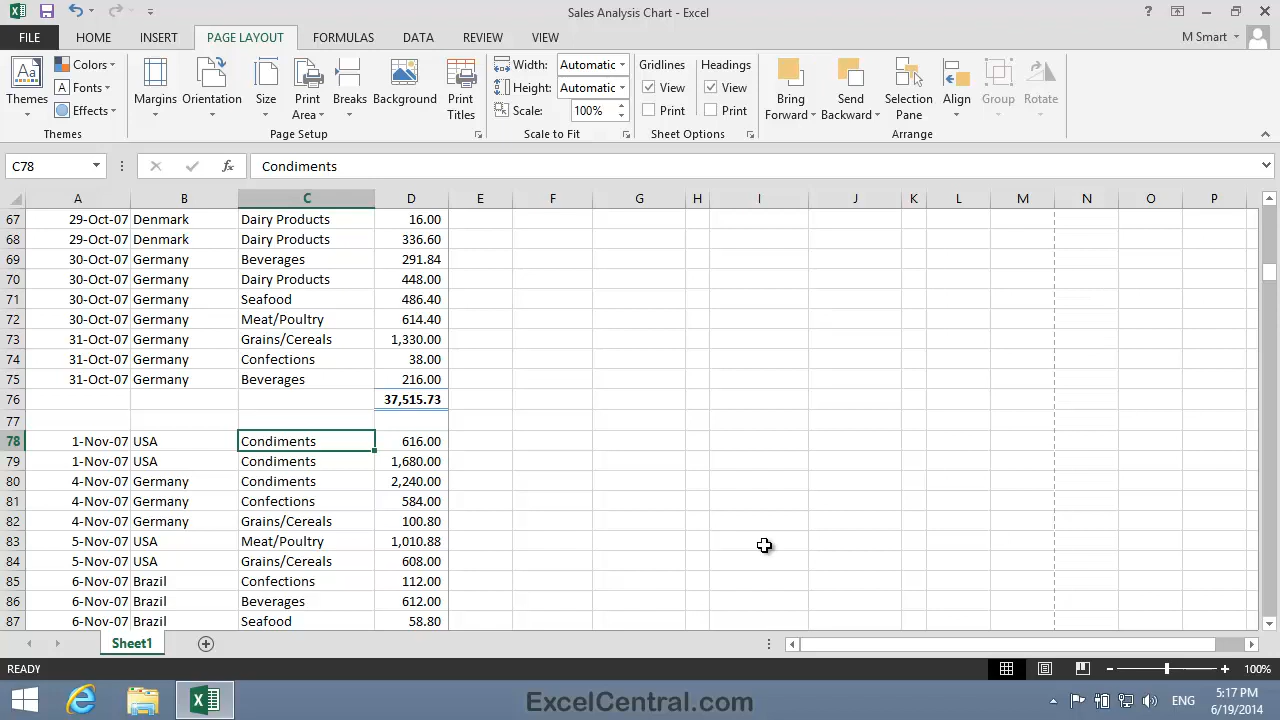 Sales Analysis Chart - Excel
FILE HOME INSERT PAGE LAYOUT FORMULAS DATA REVIEW VIEW M Smart
Colors Width: Automatic Gridlines Headings
Fonts Height: Automatic View View
Effects Scale: 100% Print Print
Themes Margins Orientation Size Print Area Breaks Background Print Titles Bring Forward Send Backward Selection Pane Align Group Rotate
Themes Page Setup Scale to Fit Sheet Options Arrange
C78 fx Condiments
A B C D E F G H I J K L M N O P
67 29-Oct-07 Denmark Dairy Products 16.00
68 29-Oct-07 Denmark Dairy Products 336.60
69 30-Oct-07 Germany Beverages 291.84
70 30-Oct-07 Germany Dairy Products 448.00
71 30-Oct-07 Germany Seafood 486.40
72 30-Oct-07 Germany Meat/Poultry 614.40
73 31-Oct-07 Germany Grains/Cereals 1,330.00
74 31-Oct-07 Germany Confections 38.00
75 31-Oct-07 Germany Beverages 216.00
76 37,515.73
77
78 1-Nov-07 USA Condiments 616.00
79 1-Nov-07 USA Condiments 1,680.00
80 4-Nov-07 Germany Condiments 2,240.00
81 4-Nov-07 Germany Confections 584.00
82 4-Nov-07 Germany Grains/Cereals 100.80
83 5-Nov-07 USA Meat/Poultry 1,010.88
84 5-Nov-07 USA Grains/Cereals 608.00
85 6-Nov-07 Brazil Confections 112.00
86 6-Nov-07 Brazil Beverages 612.00
87 6-Nov-07 Brazil Seafood 58.80
Sheet1
READY 100%
ExcelCentral.com ENG 5:17 PM
6/19/2014